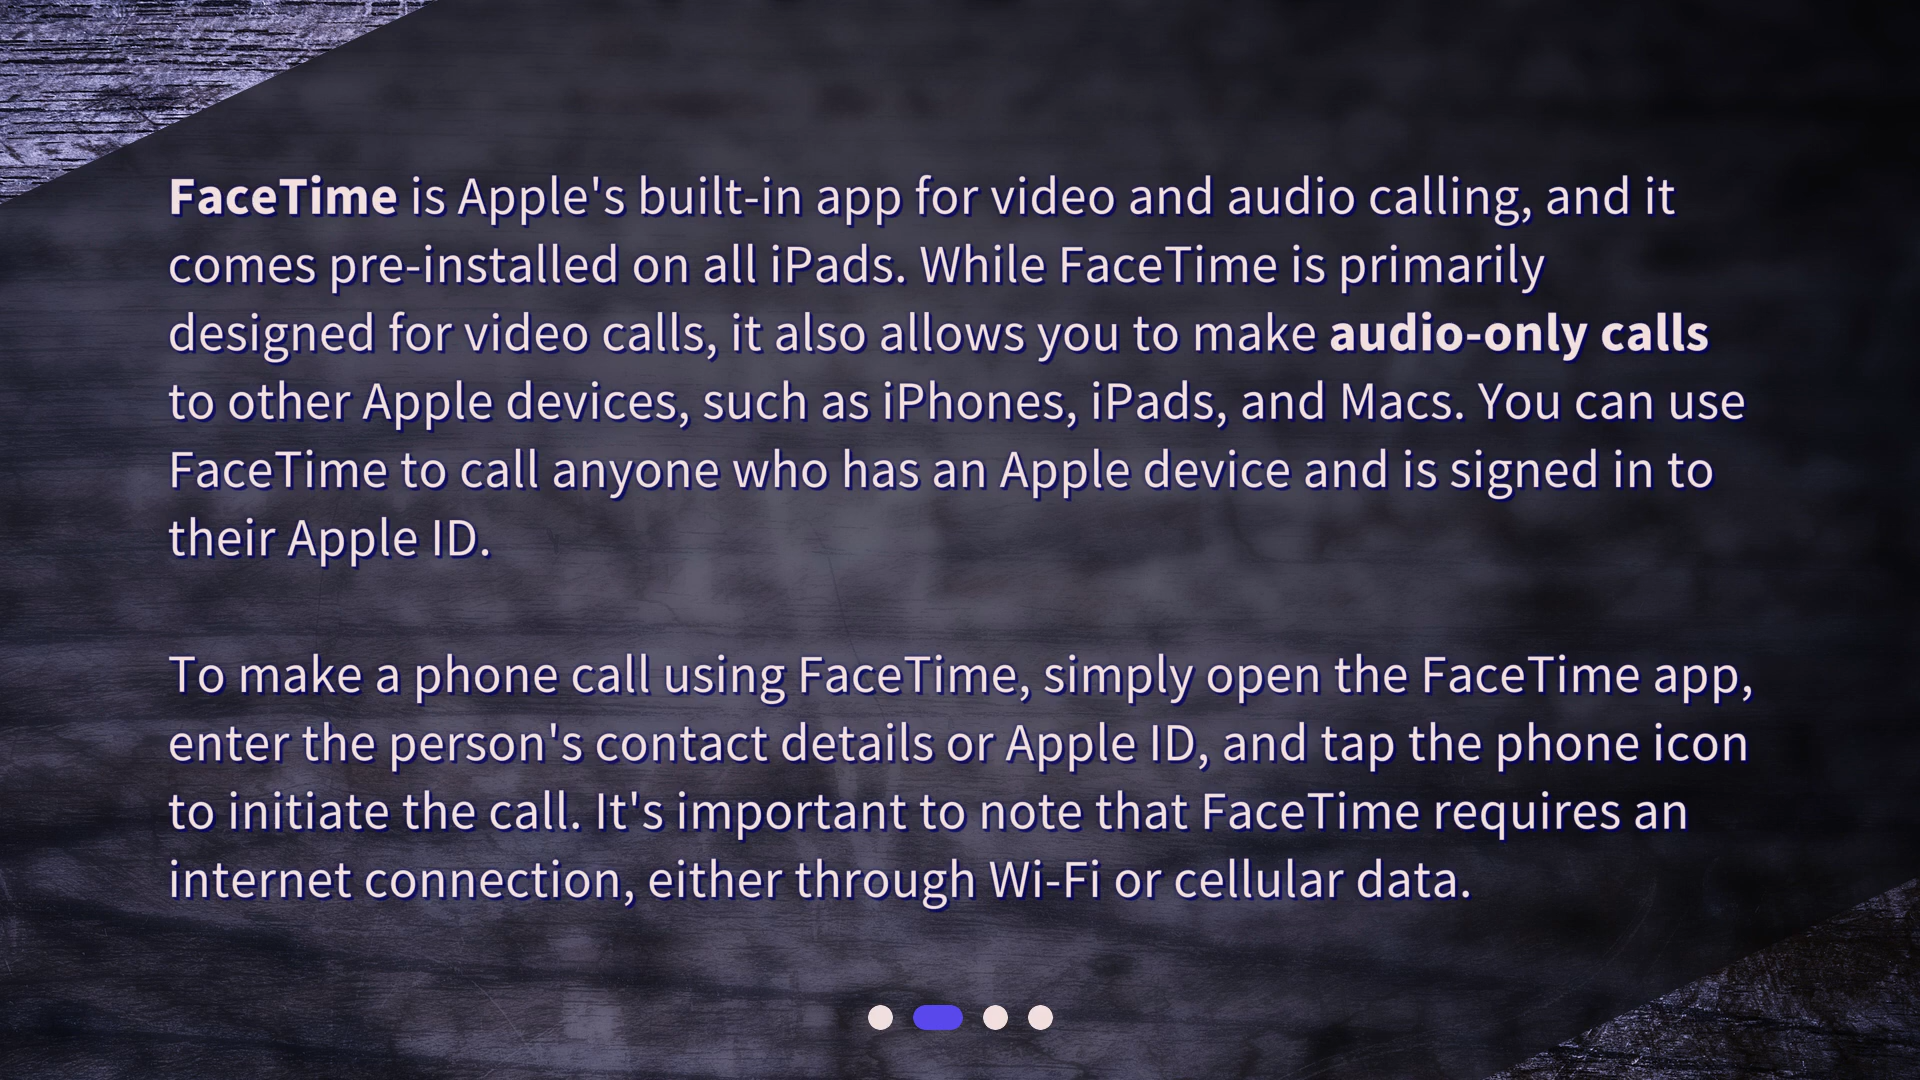 FaceTime is Apple's built-in app for video and audio calling, and it
comes pre-installed on all iPads. While FaceTime is primarily
designed for video calls, it also allows you to make audio-only calls
to other Apple devices, such as iPhones, iPads, and Macs. You can use
FaceTime to call anyone who has an Apple device and is signed in to
their Apple ID.
To make a phone call using FaceTime, simply open the FaceTime app,
enter the person's contact details or Apple ID, and tap the phone icon
to initiate the call. It's important to note that FaceTime requires an
internet connection, either through Wi-Fi or cellular data.